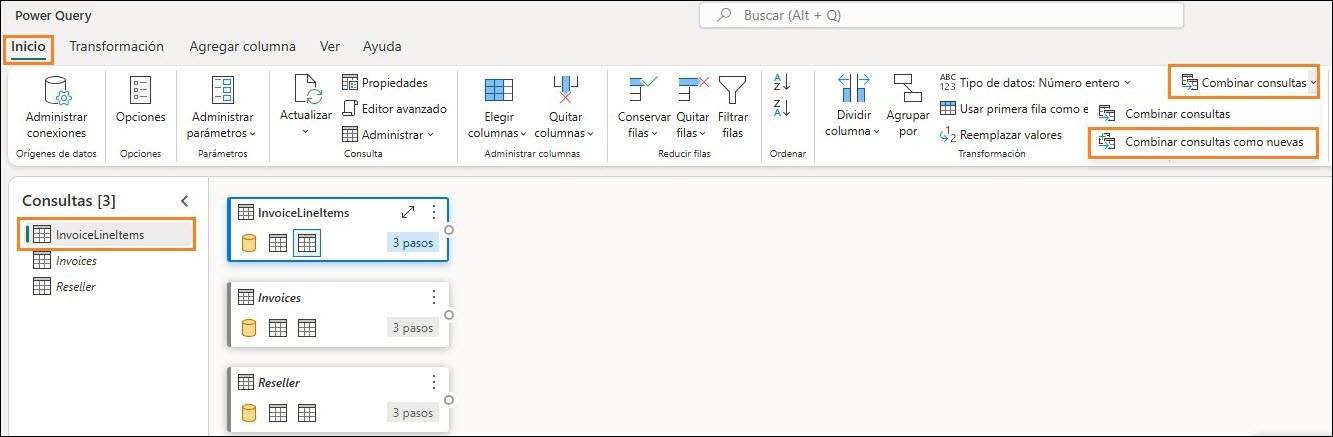 Power Query
Buscar (Alt + Q)
Inicio Transformación Agregar columna Ver Ayuda
Administrar conexiones
Orígenes de datos
Opciones
Opciones
Administrar parámetros
Parámetros
Actualizar
Propiedades
Editor avanzado
Administrar
Consulta
Elegir columnas
Quitar columnas
Administrar columnas
Conservar filas
Quitar filas
Filtrar filas
Reducir filas
A
Z
Z
A
Ordenar
Dividir columna
Agrupar por
ABC
123
Tipo de datos: Número entero
Usar primera fila como e
1
2
Reemplazar valores
Transformación
Combinar consultas
Combinar consultas
Combinar consultas como nuevas
Consultas [3]
InvoiceLineItems
Invoices
Reseller
InvoiceLineItems
3 pasos
Invoices
3 pasos
Reseller
3 pasos